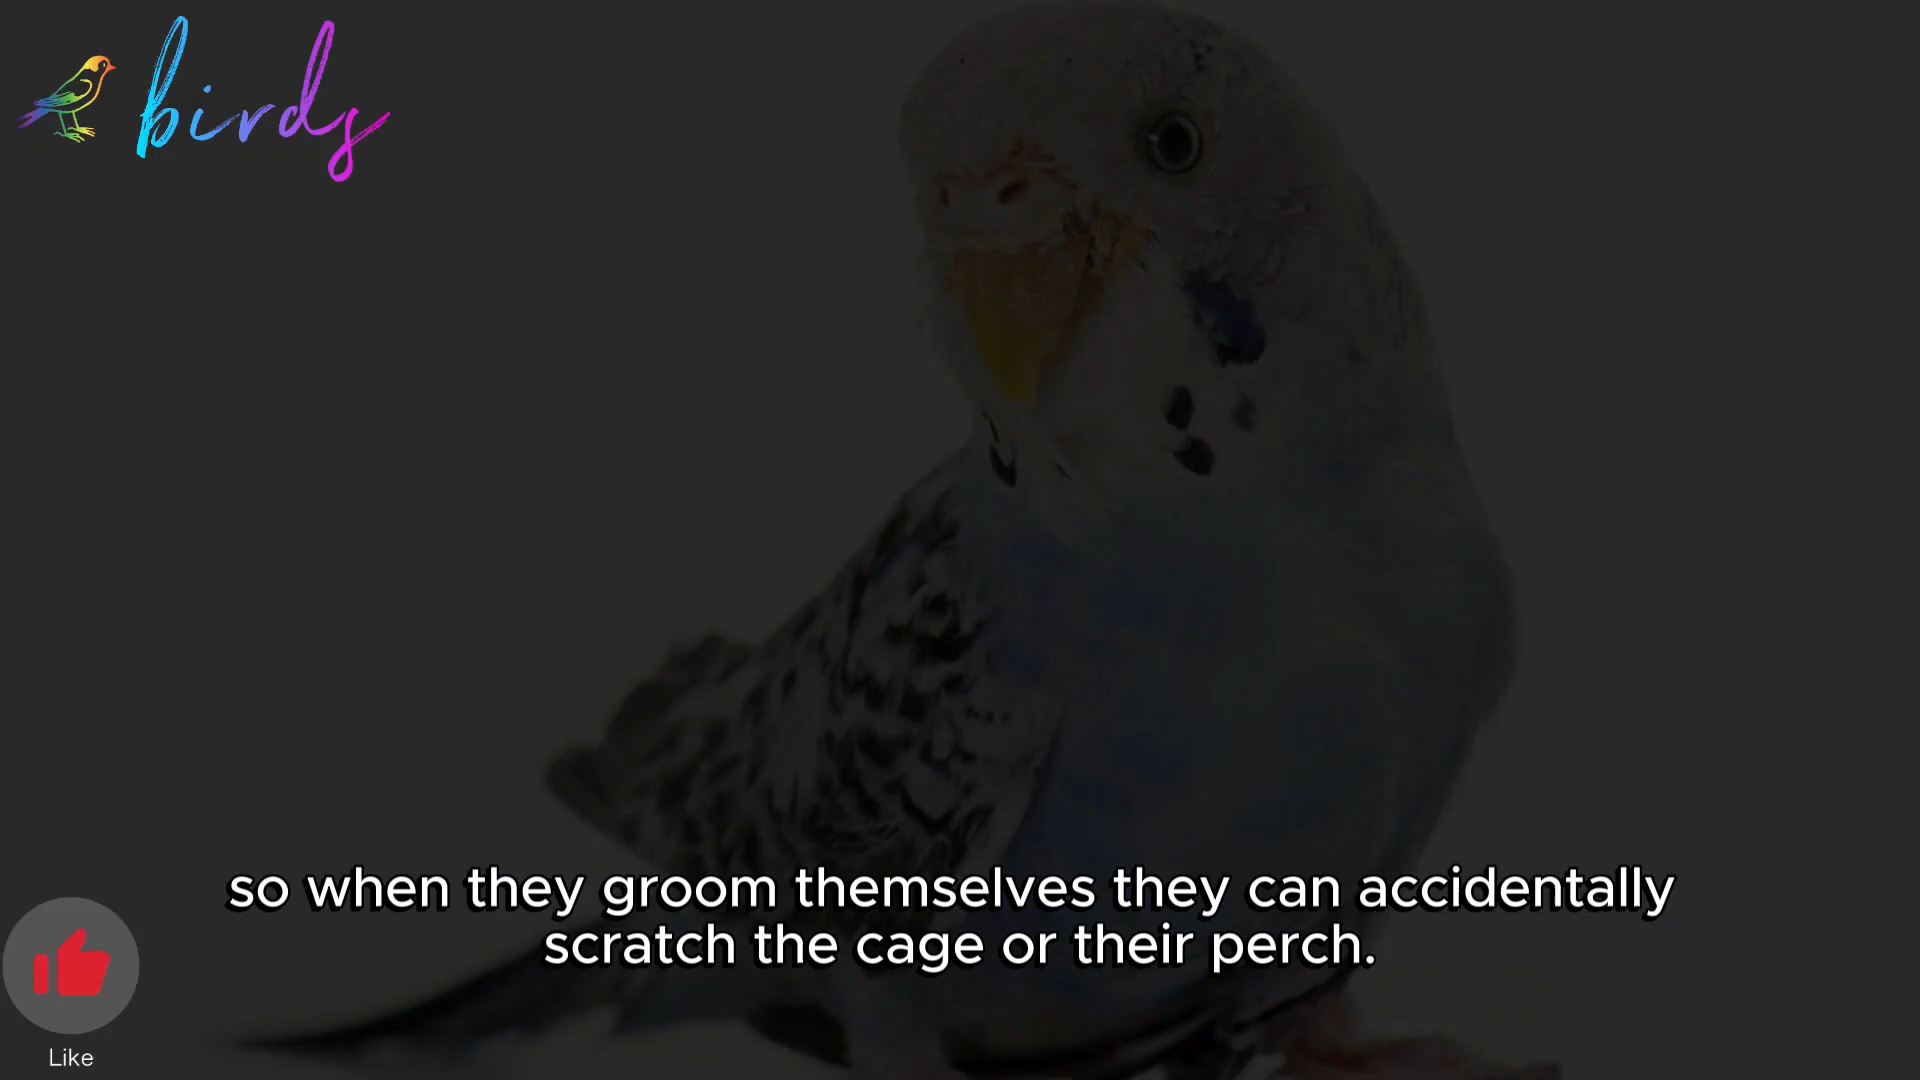 birds
so when they groom themselves they can accidentally
scratch the cage or their perch.
Like